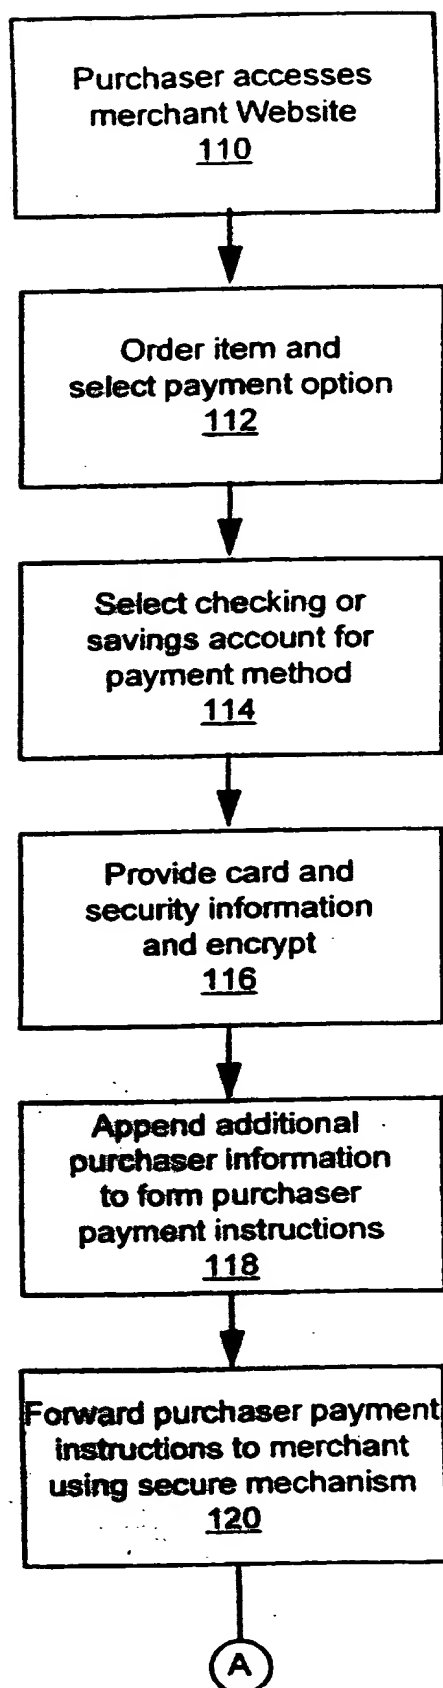 Purchaser accesses
merchant Website
110
Order item and
select payment option
112
Select checking or
savings account for
payment method
114
Provide card and
security information
and encrypt
116
Append additional
purchaser information
to form purchaser
payment instructions
118
Forward purchaser payment
instructions to merchant
using secure mechanism
120
A